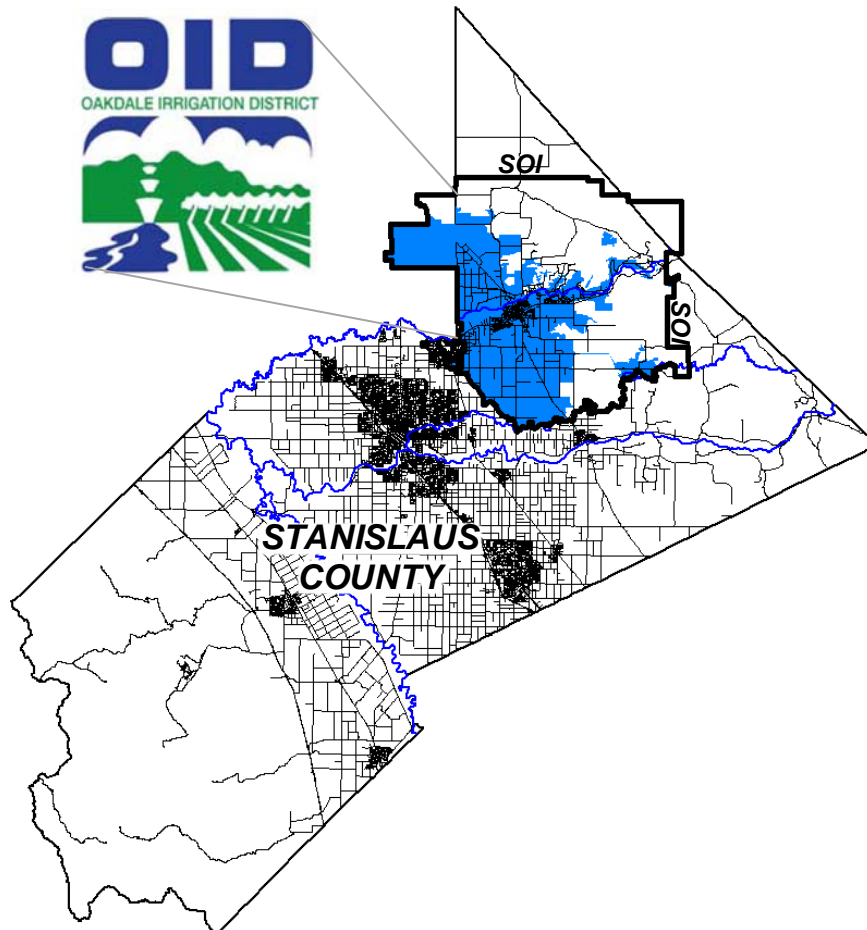 OID
OAKDALE IRRIGATION DISTRICT
SOI
SOI
STANISLAUS
COUNTY